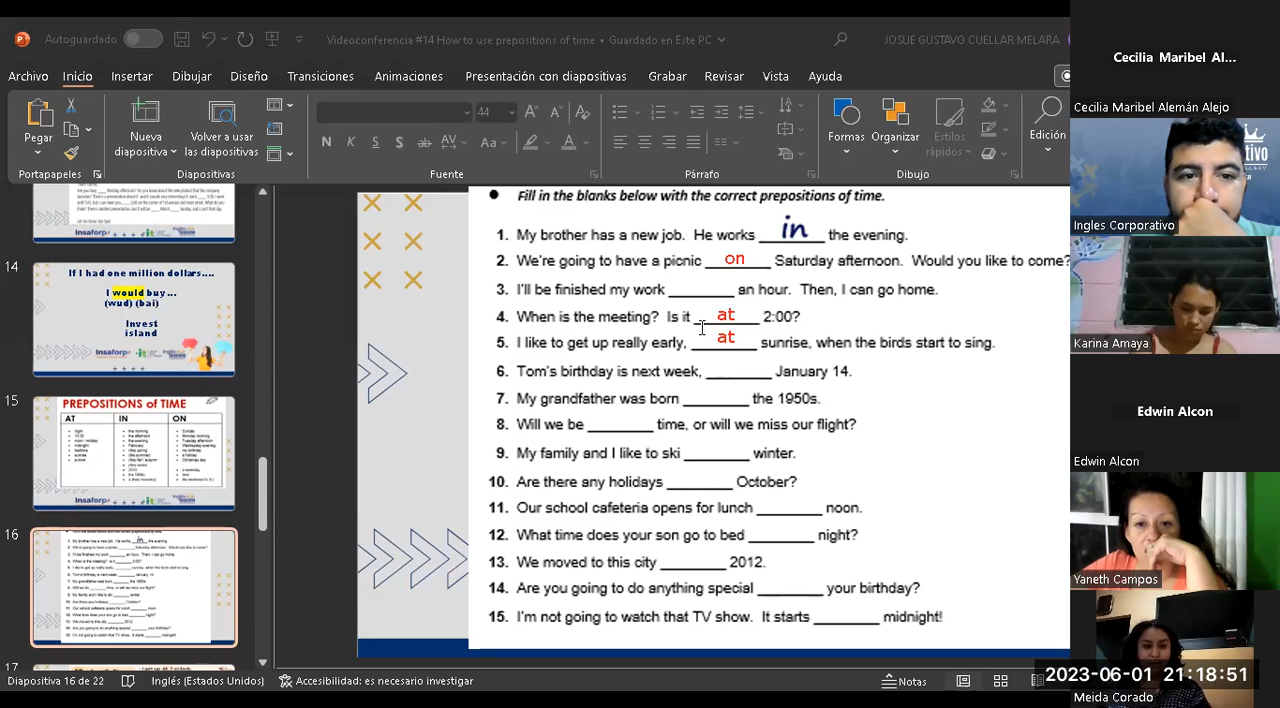 Autoguardado
Videoconferencia #14 How to use prepositions of time • Guardado en Este PC
JOSUE GUSTAVO CUELLAR MELARA
Archivo Inicio Insertar Dibujar Diseño Transiciones Animaciones Presentación con diapositivas Grabar Revisar Vista Ayuda
Pegar
Nueva diapositiva
Volver a usar las diapositivas
44
N K S S ab AV Aa A
Formas Organizar Estilos rápidos Edición
Portapapeles Diapositivas Fuente Párrafo Dibujo
Insaforp
14
If I had one million dollars....
I would buy...
(wud) (bai)
Invest
island
Insaforp
15
PREPOSITIONS of TIME
AT IN ON
Insaforp
16
17
Fill in the blanks below with the correct prepositions of time.
1. My brother has a new job. He works in the evening.
2. We're going to have a picnic on Saturday afternoon. Would you like to come?
3. I'll be finished my work ________ an hour. Then, I can go home.
4. When is the meeting? Is it at 2:00?
5. I like to get up really early, at sunrise, when the birds start to sing.
6. Tom's birthday is next week, ________ January 14.
7. My grandfather was born ________ the 1950s.
8. Will we be ________ time, or will we miss our flight?
9. My family and I like to ski ________ winter.
10. Are there any holidays ________ October?
11. Our school cafeteria opens for lunch ________ noon.
12. What time does your son go to bed ________ night?
13. We moved to this city ________ 2012.
14. Are you going to do anything special ________ your birthday?
15. I'm not going to watch that TV show. It starts ________ midnight!
Diapositiva 16 de 22 Inglés (Estados Unidos) Accesibilidad: es necesario investigar Notas
Cecilia Maribel Al...
Cecilia Maribel Alemán Alejo
Ingles Corporativo
Karina Amaya
Edwin Alcon
Edwin Alcon
Yaneth Campos
2023-06-01 21:18:51
Meida Corado